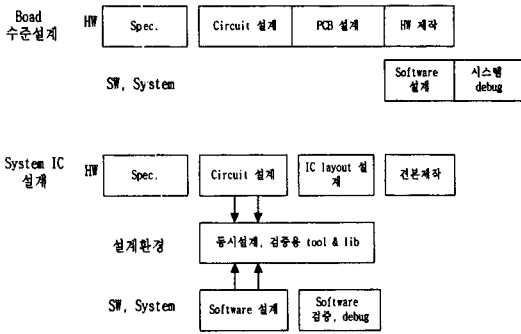 Boad
수준설계
HW
Spec.
Circuit 설계
PCB 설계
HW 제작
SW, System
Software
설계
시스템
debug
System IC
설계
HW
Spec.
Circuit 설계
IC layout 설
계
견본제작
설계환경
동시설계, 검증용 tool & lib
SW, System
Software 설계
Software
검증, debug